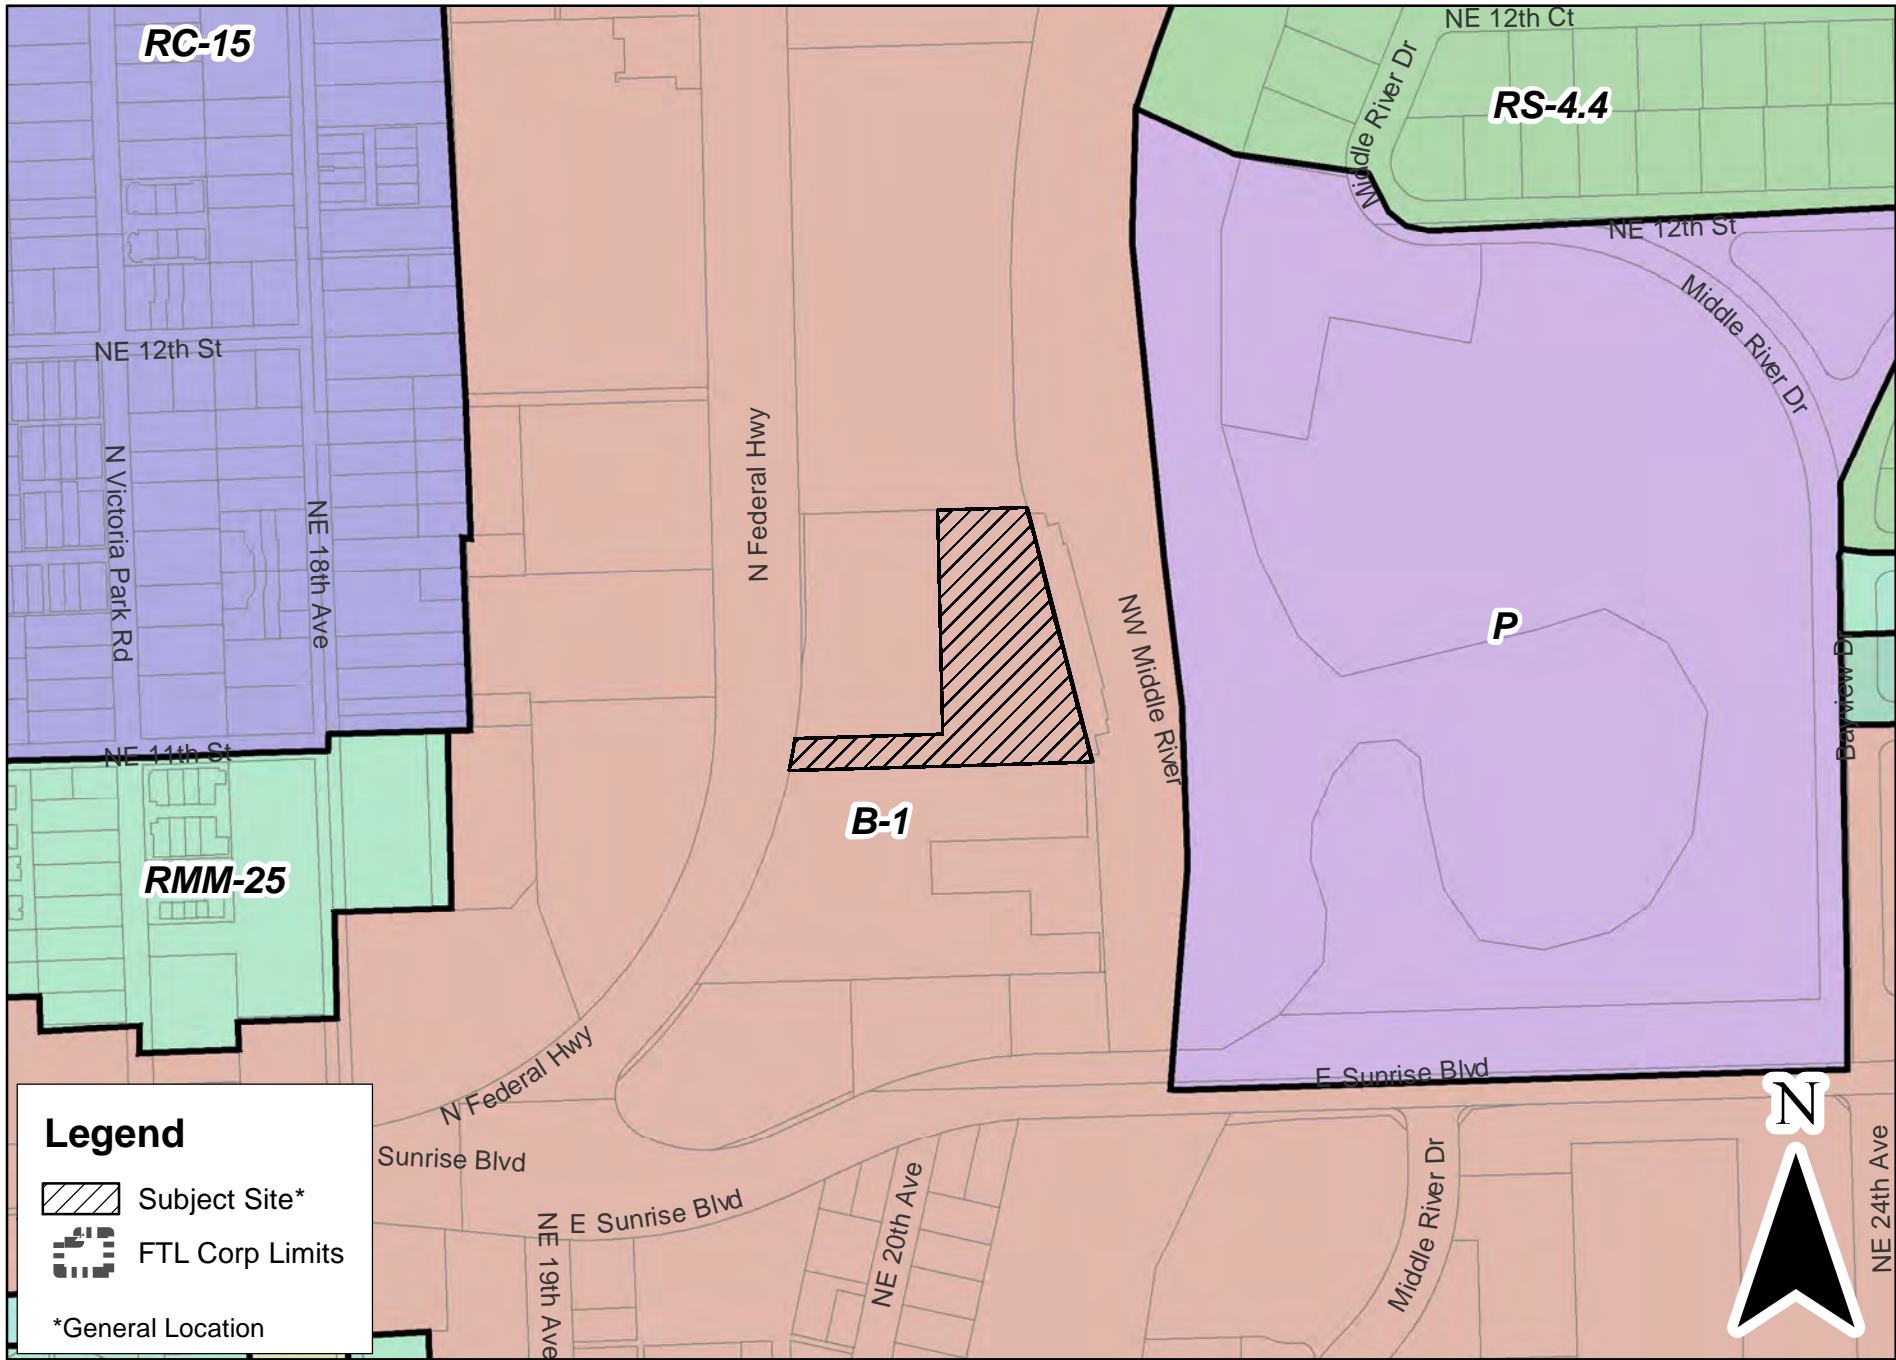 RC-15
NE 12th Ct
RS-4.4
Middle River Dr
NE 12th St
Middle River Dr
NE 12th St
N Federal Hwy
N Victoria Park Rd
NE 18th Ave
NW Middle River
P
Bayview Dr
NE 11th St
B-1
RMM-25
N Federal Hwy
E Sunrise Blvd
N
Sunrise Blvd
E Sunrise Blvd
NE 19th Ave
NE 20th Ave
Middle River Dr
NE 24th Ave
Legend
Subject Site*
FTL Corp Limits
*General Location